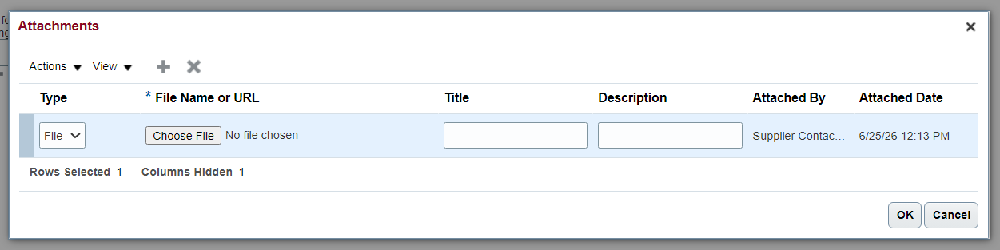 Attachments
Actions View
Type * File Name or URL Title Description Attached By Attached Date
File Choose File No file chosen Supplier Contac... 6/25/26 12:13 PM
Rows Selected 1 Columns Hidden 1
OK Cancel